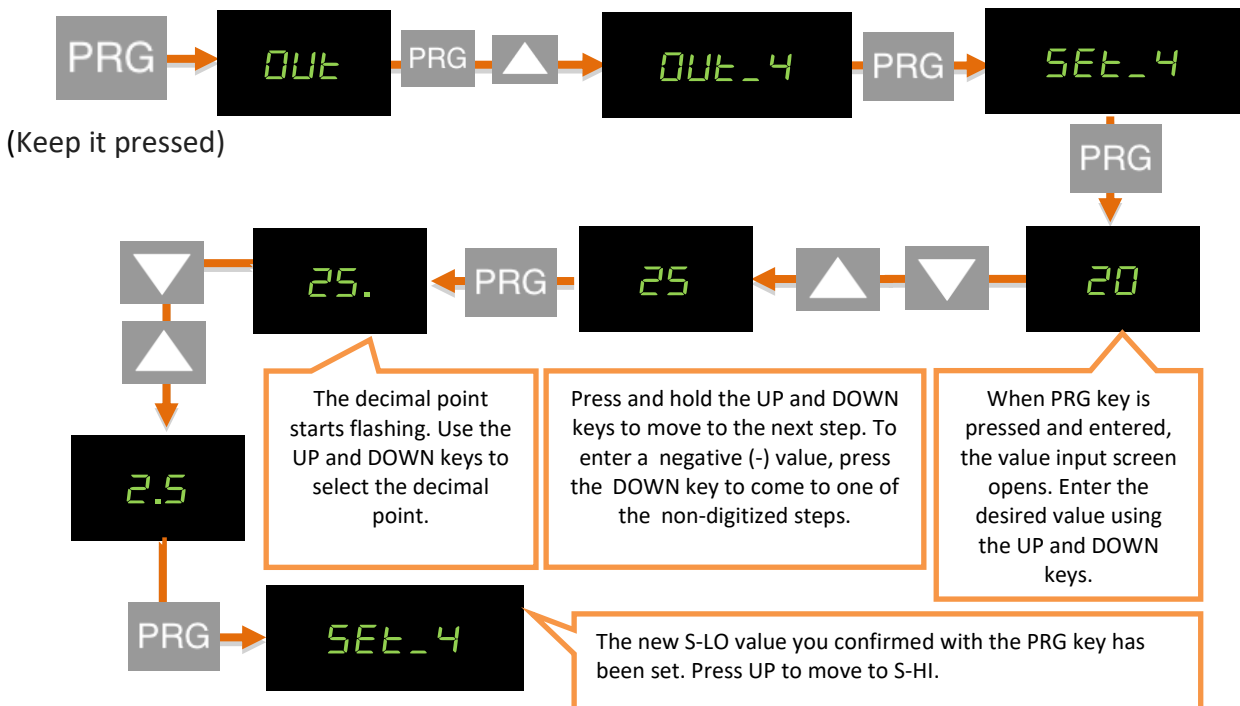 PRG
OUt
PRG
OUt_4
PRG
SEt_4
(Keep it pressed)
PRG
25.
PRG
25
20
The decimal point
starts flashing. Use the
UP and DOWN keys to
select the decimal
point.
Press and hold the UP and DOWN
keys to move to the next step. To
enter a negative (-) value, press
the DOWN key to come to one of
the non-digitized steps.
When PRG key is
pressed and entered,
the value input screen
opens. Enter the
desired value using
the UP and DOWN
keys.
2.5
PRG
SEt_4
The new S-LO value you confirmed with the PRG key has
been set. Press UP to move to S-HI.